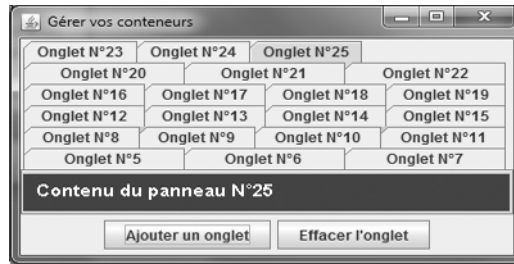 Gérer vos conteneurs
Onglet N°23 Onglet N°24 Onglet N°25
Onglet N°20 Onglet N°21 Onglet N°22
Onglet N°16 Onglet N°17 Onglet N°18 Onglet N°19
Onglet N°12 Onglet N°13 Onglet N°14 Onglet N°15
Onglet N°8 Onglet N°9 Onglet N°10 Onglet N°11
Onglet N°5 Onglet N°6 Onglet N°7
Contenu du panneau N°25
Ajouter un onglet Effacer l'onglet